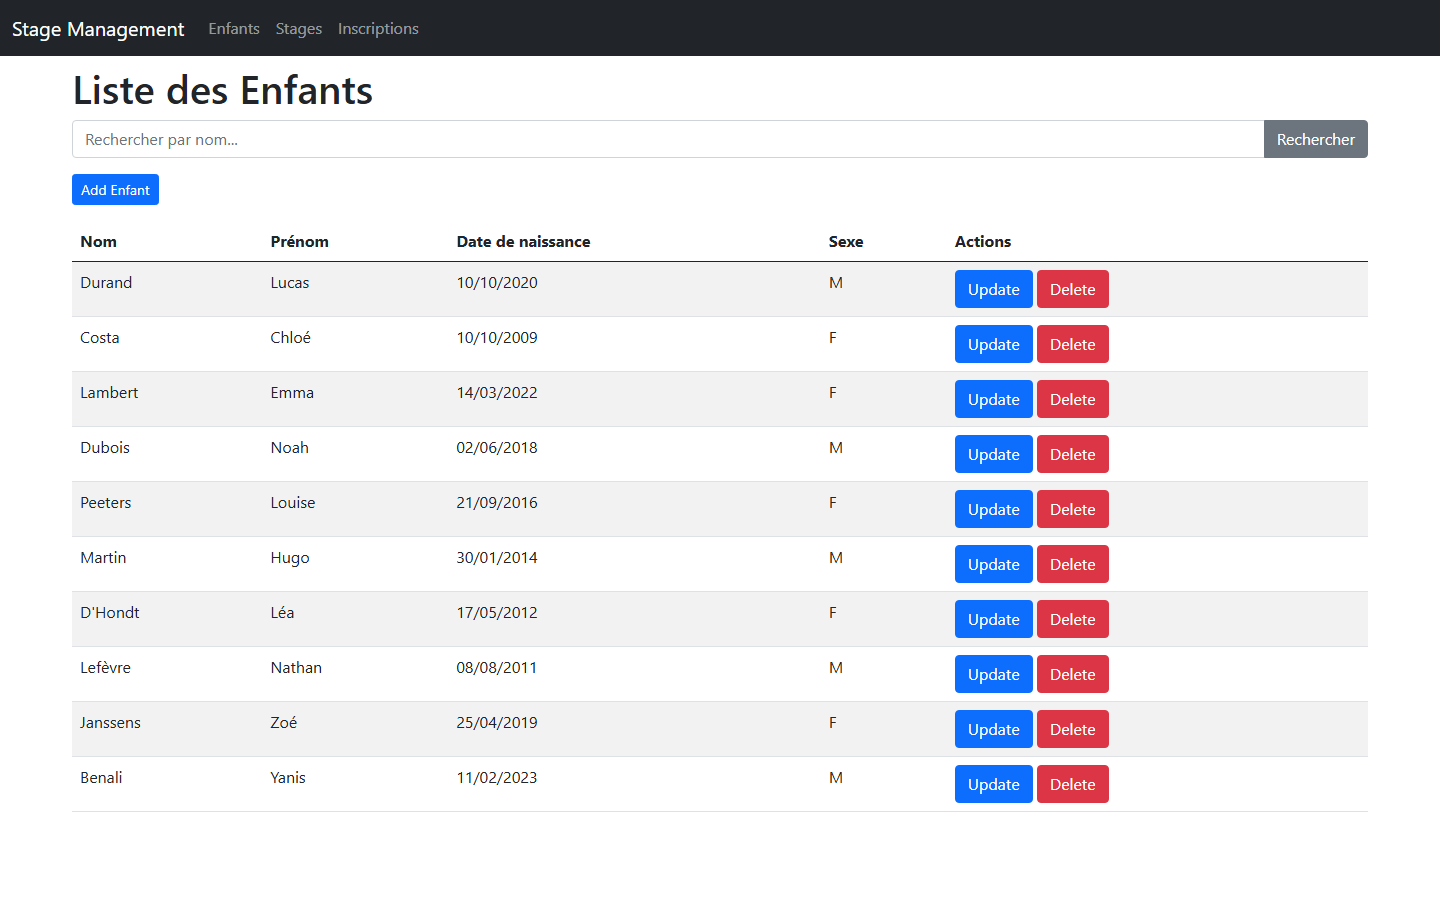 Stage Management Enfants Stages Inscriptions
Liste des Enfants
Rechercher par nom... Rechercher
Add Enfant
Nom Prénom Date de naissance Sexe Actions
Durand Lucas 10/10/2020 M Update Delete
Costa Chloé 10/10/2009 F Update Delete
Lambert Emma 14/03/2022 F Update Delete
Dubois Noah 02/06/2018 M Update Delete
Peeters Louise 21/09/2016 F Update Delete
Martin Hugo 30/01/2014 M Update Delete
D'Hondt Léa 17/05/2012 F Update Delete
Lefèvre Nathan 08/08/2011 M Update Delete
Janssens Zoé 25/04/2019 F Update Delete
Benali Yanis 11/02/2023 M Update Delete